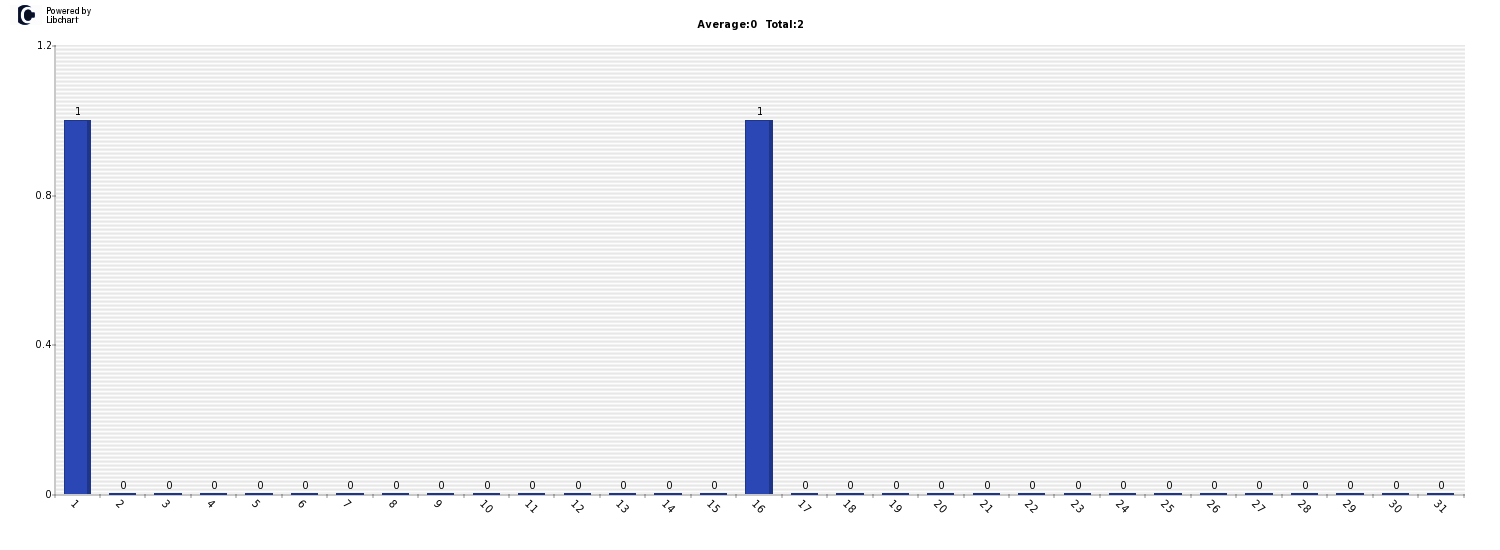 Powered by
Libchart
Average:0 Total:2
1.2
0.8
0.4
0
1 0 0 0 0 0 0 0 0 0 0 0 0 0 0 1 0 0 0 0 0 0 0 0 0 0 0 0 0 0 0
1 2 3 4 5 6 7 8 9 10 11 12 13 14 15 16 17 18 19 20 21 22 23 24 25 26 27 28 29 30 31